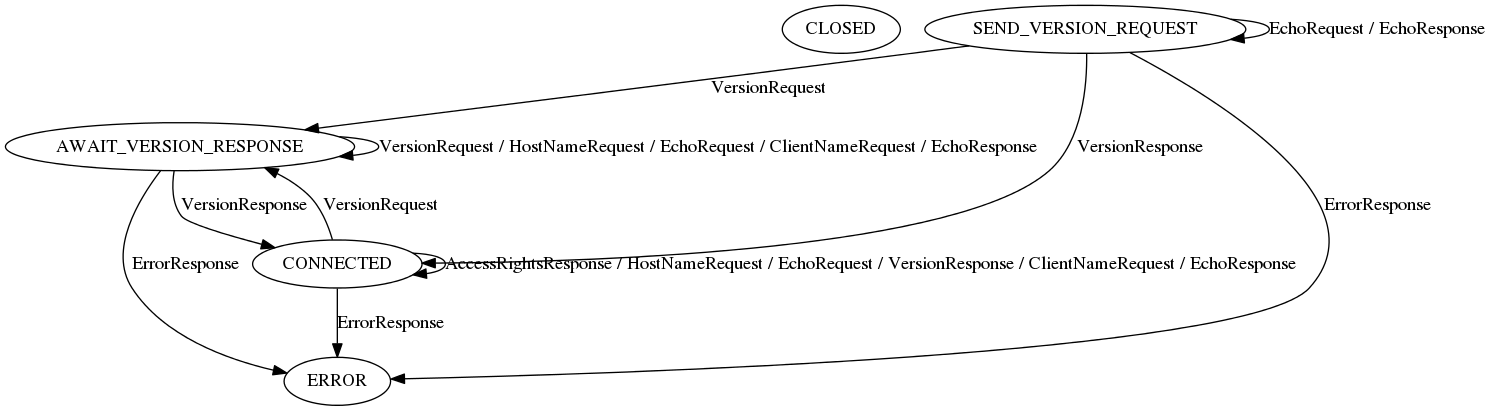 CLOSED
SEND_VERSION_REQUEST
EchoRequest / EchoResponse
VersionRequest
AWAIT_VERSION_RESPONSE
VersionRequest / HostNameRequest / EchoRequest / ClientNameRequest / EchoResponse
VersionResponse
VersionResponse
VersionRequest
ErrorResponse
ErrorResponse
CONNECTED
AccessRightsResponse / HostNameRequest / EchoRequest / VersionResponse / ClientNameRequest / EchoResponse
ErrorResponse
ERROR